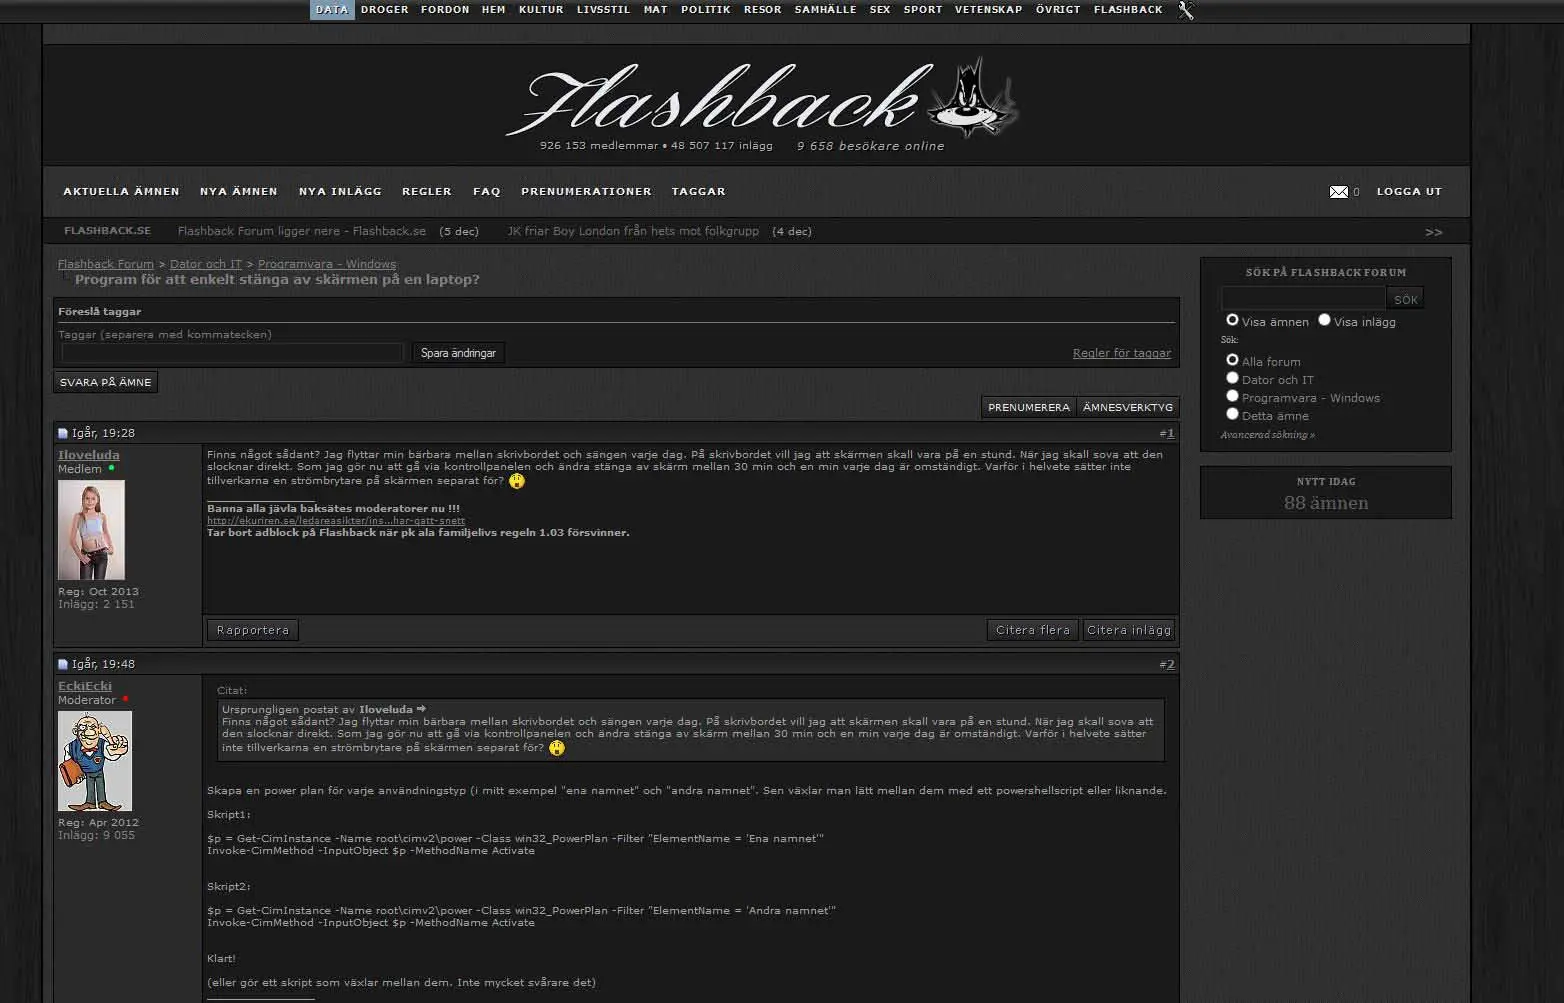 DATA DROGER FORDON HEM KULTUR LIVSSTIL MAT POLITIK RESOR SAMHÄLLE SEX SPORT VETENSKAP ÖVRIGT FLASHBACK
Flashback
926 153 medlemmar • 48 507 117 inlägg 9 658 besökare online
AKTUELLA ÄMNEN NYA ÄMNEN NYA INLÄGG REGLER FAQ PRENUMERATIONER TAGGAR 0 LOGGA UT
FLASHBACK.SE Flashback Forum ligger nere - Flashback.se (5 dec) JK friar Boy London från hets mot folkgrupp (4 dec) >>
Flashback Forum > Dator och IT > Programvara - Windows
Program för att enkelt stänga av skärmen på en laptop?
Föreslå taggar
Taggar (separera med kommatecken)
Spara ändringar Regler för taggar
SVARA PÅ ÄMNE
PRENUMERERA ÄMNESVERKTYG
Igår, 19:28 #1
Iloveluda
Medlem
Reg: Oct 2013
Inlägg: 2 151
Finns något sådant? Jag flyttar min bärbara mellan skrivbordet och sängen varje dag. På skrivbordet vill jag att skärmen skall vara på en stund. När jag skall sova att den
slocknar direkt. Som jag gör nu att gå via kontrollpanelen och ändra stänga av skärm mellan 30 min och en min varje dag är omständigt. Varför i helvete sätter inte
tillverkarna en strömbrytare på skärmen separat för?
Banna alla jävla baksätes moderatorer nu !!!
http://ekuriren.se/ledareasikter/ins...har-gatt-snett
Tar bort adblock på Flashback när pk ala familjelivs regeln 1.03 försvinner.
Rapportera Citera flera Citera inlägg
Igår, 19:48 #2
EckiEcki
Moderator
Reg: Apr 2012
Inlägg: 9 055
Citat:
Ursprungligen postat av Iloveluda
Finns något sådant? Jag flyttar min bärbara mellan skrivbordet och sängen varje dag. På skrivbordet vill jag att skärmen skall vara på en stund. När jag skall sova att
den slocknar direkt. Som jag gör nu att gå via kontrollpanelen och ändra stänga av skärm mellan 30 min och en min varje dag är omständigt. Varför i helvete sätter
inte tillverkarna en strömbrytare på skärmen separat för?
Skapa en power plan för varje användningstyp (i mitt exempel "ena namnet" och "andra namnet". Sen växlar man lätt mellan dem med ett powershellscript eller liknande.
Skript1:
$p = Get-CimInstance -Name root\cimv2\power -Class win32_PowerPlan -Filter "ElementName = 'Ena namnet'"
Invoke-CimMethod -InputObject $p -MethodName Activate
Skript2:
$p = Get-CimInstance -Name root\cimv2\power -Class win32_PowerPlan -Filter "ElementName = 'Andra namnet'"
Invoke-CimMethod -InputObject $p -MethodName Activate
Klart!
(eller gör ett skript som växlar mellan dem. Inte mycket svårare det)
SÖK PÅ FLASHBACK FORUM
SÖK
Visa ämnen Visa inlägg
Sök:
Alla forum
Dator och IT
Programvara - Windows
Detta ämne
Avancerad sökning »
NYTT IDAG
88 ämnen